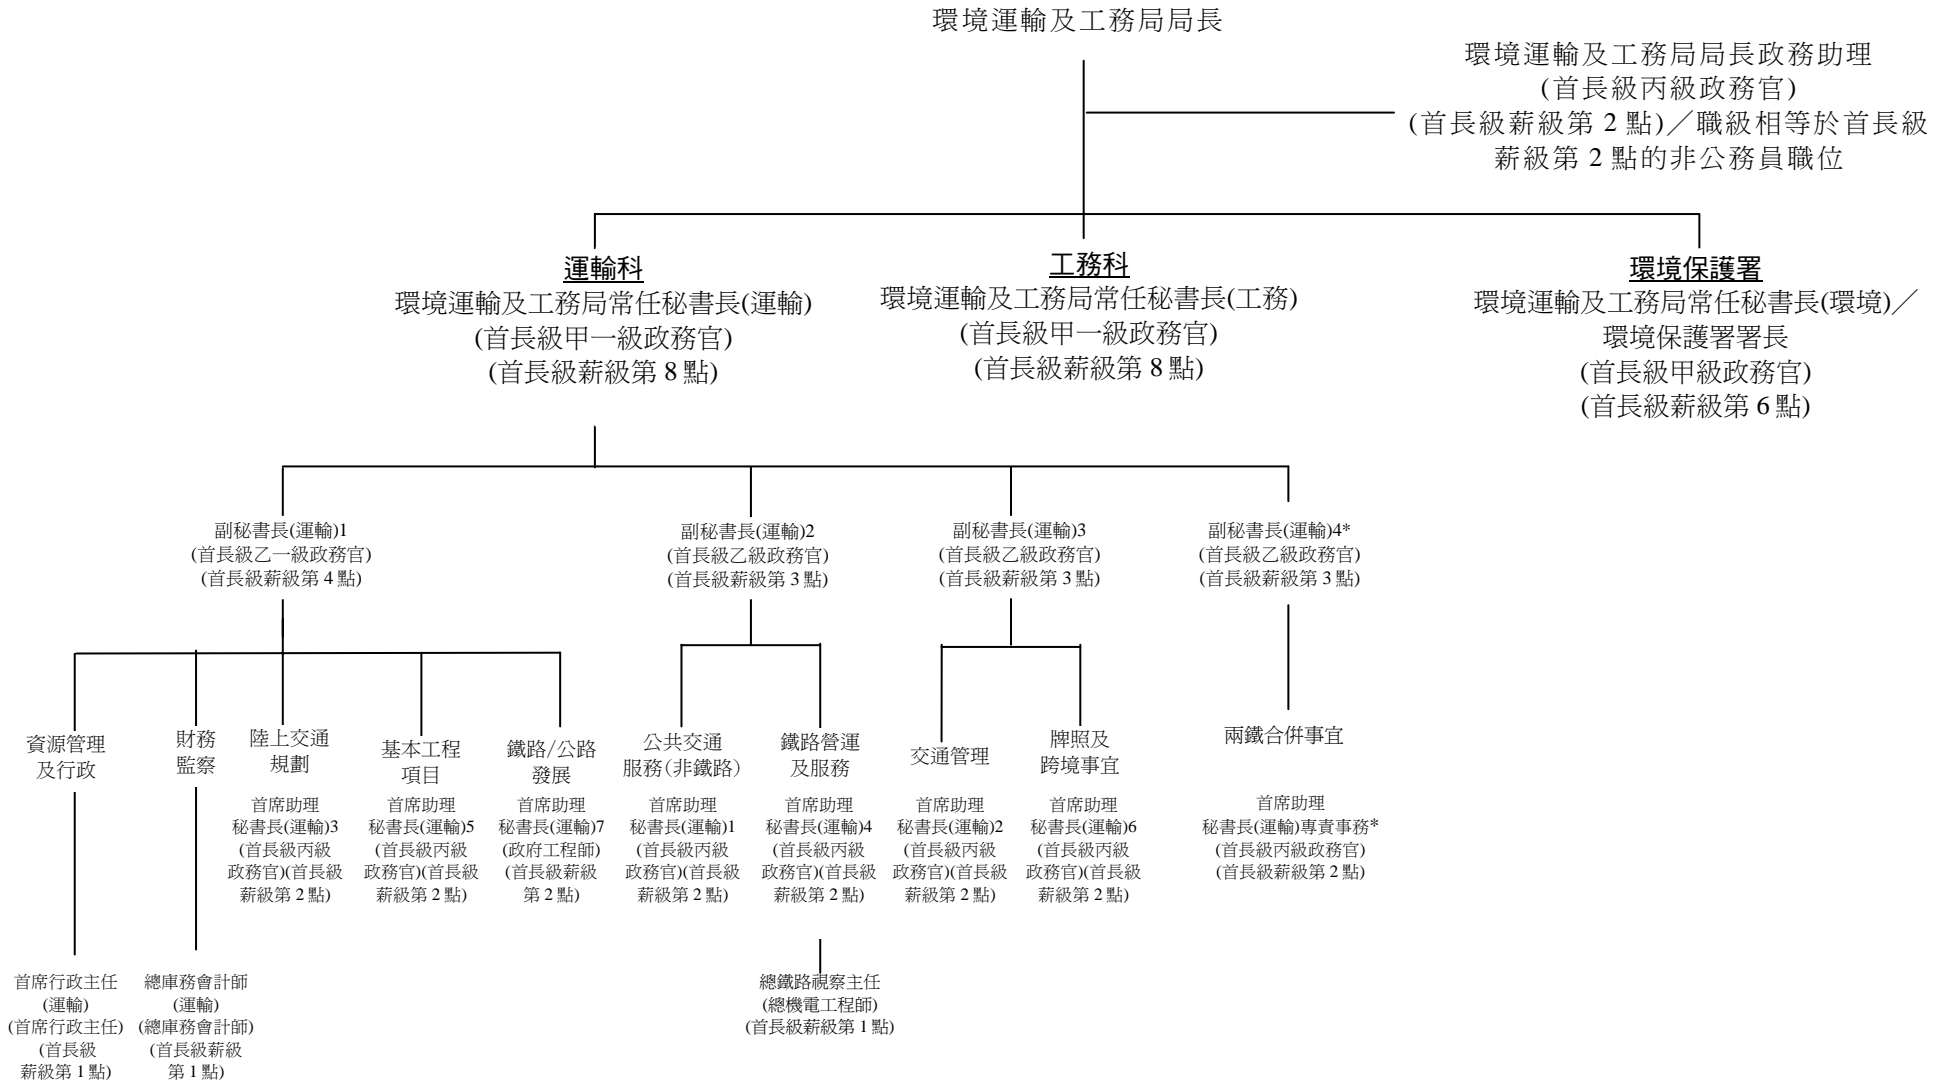 環境運輸及工務局局長
環境運輸及工務局局長政務助理
(首長級丙級政務官)
(首長級薪級第 2 點)／職級相等於首長級
薪級第 2 點的非公務員職位
運輸科
環境運輸及工務局常任秘書長(運輸)
(首長級甲一級政務官)
(首長級薪級第 8 點)
工務科
環境運輸及工務局常任秘書長(工務)
(首長級甲一級政務官)
(首長級薪級第 8 點)
環境保護署
環境運輸及工務局常任秘書長(環境)／
環境保護署署長
(首長級甲級政務官)
(首長級薪級第 6 點)
副秘書長(運輸)1
(首長級乙一級政務官)
(首長級薪級第 4 點)
副秘書長(運輸)2
(首長級乙級政務官)
(首長級薪級第 3 點)
副秘書長(運輸)3
(首長級乙級政務官)
(首長級薪級第 3 點)
副秘書長(運輸)4*
(首長級乙級政務官)
(首長級薪級第 3 點)
資源管理
及行政
財務
監察
陸上交通
規劃
首席助理
秘書長(運輸)3
(首長級丙級
政務官)(首長級
薪級第 2 點)
基本工程
項目
首席助理
秘書長(運輸)5
(首長級丙級
政務官)(首長級
薪級第 2 點)
鐵路/公路
發展
首席助理
秘書長(運輸)7
(政府工程師)
(首長級薪級
第 2 點)
公共交通
服務(非鐵路)
首席助理
秘書長(運輸)1
(首長級丙級
政務官)(首長級
薪級第 2 點)
鐵路營運
及服務
首席助理
秘書長(運輸)4
(首長級丙級
政務官)(首長級
薪級第 2 點)
交通管理
首席助理
秘書長(運輸)2
(首長級丙級
政務官)(首長級
薪級第 2 點)
牌照及
跨境事宜
首席助理
秘書長(運輸)6
(首長級丙級
政務官)(首長級
薪級第 2 點)
兩鐵合併事宜
首席助理
秘書長(運輸)專責事務*
(首長級丙級政務官)
(首長級薪級第 2 點)
首席行政主任
(運輸)
(首席行政主任)
(首長級
薪級第 1 點)
總庫務會計師
(運輸)
(總庫務會計師)
(首長級薪級
第 1 點)
總鐵路視察主任
(總機電工程師)
(首長級薪級第 1 點)